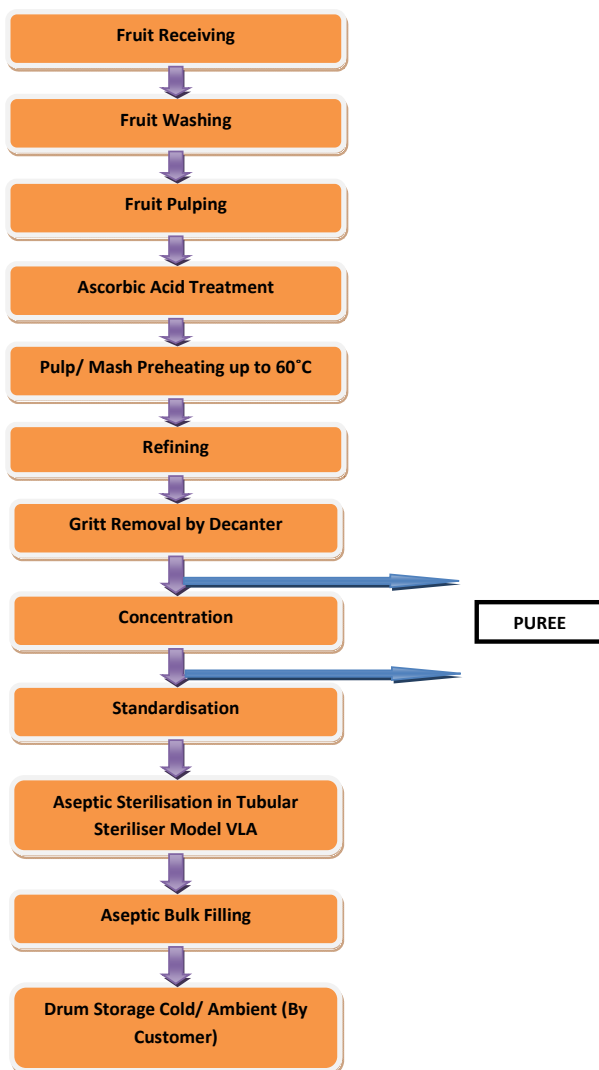 Fruit Receiving
Fruit Washing
Fruit Pulping
Ascorbic Acid Treatment
Pulp/ Mash Preheating up to 60˚C
Refining
Gritt Removal by Decanter
Concentration
PUREE
Standardisation
Aseptic Sterilisation in Tubular
Steriliser Model VLA
Aseptic Bulk Filling
Drum Storage Cold/ Ambient (By
Customer)